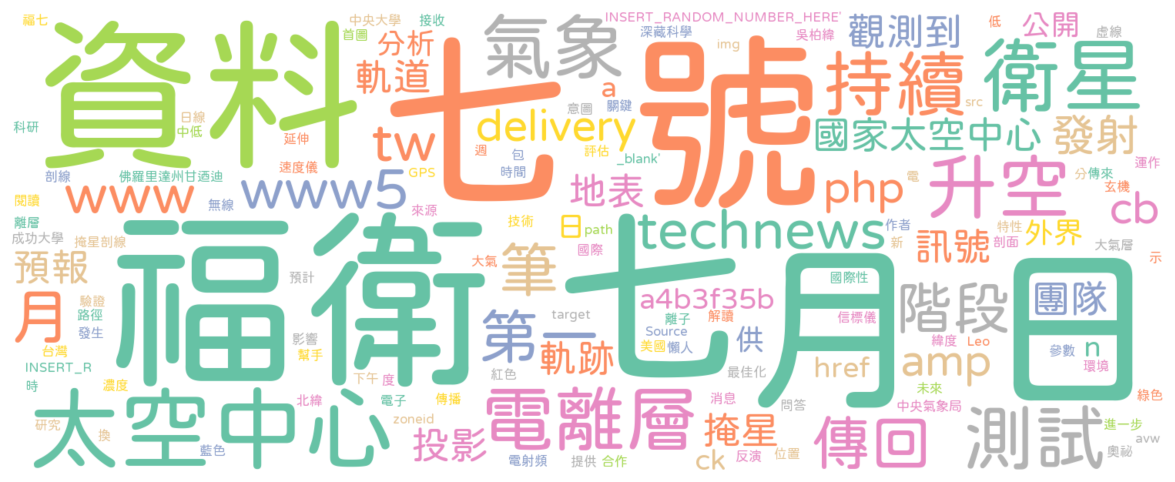 福七
中央大學
接收
INSERT_RANDOM_NUMBER_HERE'
首圖
深藏科學
吳柏緯
觀測到
低
公開
虛線
資料
七號
氣象
分析
img
軌道
持續
衛星
a
意圖
關鍵
src
科研
日線
中低
延伸
tw
delivery
國家太空中心
發射
速度儀
週
包
評估
_blank'
剖線
佛羅里達州甘迺迪
GPS
時間
電
分
傳來
運作
閱讀
www
www5
無線
來源
地表
php
升空
玄機
cb
離層
成功大學
掩星剖線
技術
日
path
technews
作者
新
特性
剖面
外界
大氣層
福衛
七月
日
國際
訊號
預報
大氣
筆
示
預計
國際性
a4b3f35b
階段
團隊
月
驗證
路徑
發生
影響
target
第一
離子
解讀
信標儀
Source
供
緯度
Leo
台灣
幫手
軌跡
美國
懶人
參數
n
環境
INSERT_R
時
濃度
下午
度
紅色
最佳化
href
amp
未來
綠色
太空中心
北緯
電子
傳播
電離層
消息
問答
中央氣象局
zoneid
研究
換
藍色
投影
掩星
傳回
測試
進一步
avw
奧祕
電射頻
提供
合作
ck
反演
位置